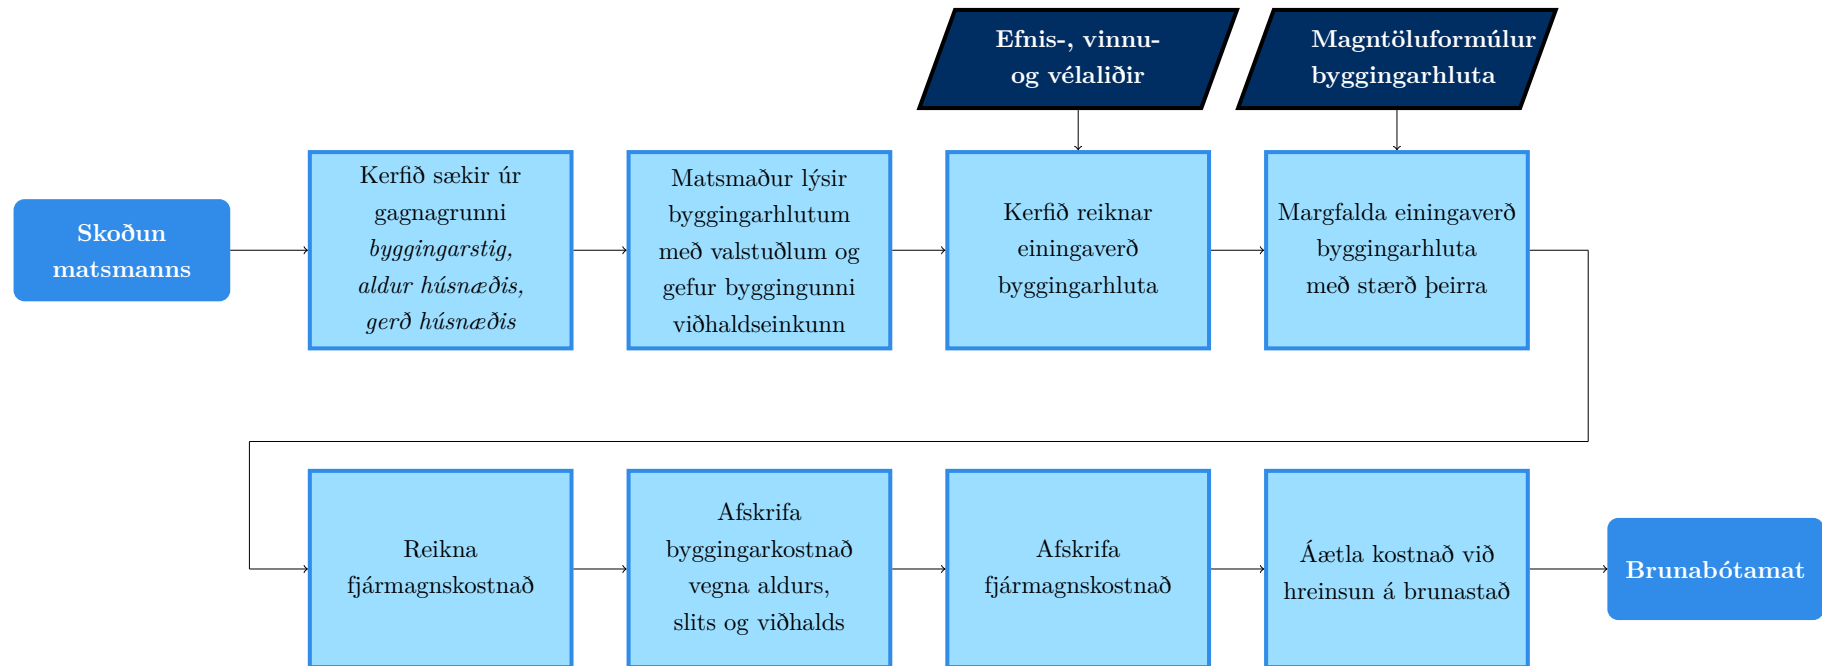 Efnis-, vinnu-
og vélaliðir
Magntöluformúlur
byggingarhluta
Skoðun
matsmanns
Kerfið sækir úr
gagnagrunni
byggingarstig,
aldur húsnæðis,
gerð húsnæðis
Matsmaður lýsir
byggingarhlutum
með valstuðlum og
gefur byggingunni
viðhaldseinkunn
Kerfið reiknar
einingaverð
byggingarhluta
Margfalda einingaverð
byggingarhluta
með stærð þeirra
Reikna
fjármagnskostnað
Afskrifa
byggingarkostnað
vegna aldurs,
slits og viðhalds
Afskrifa
fjármagnskostnað
Áætla kostnað við
hreinsun á brunastað
Brunabótamat